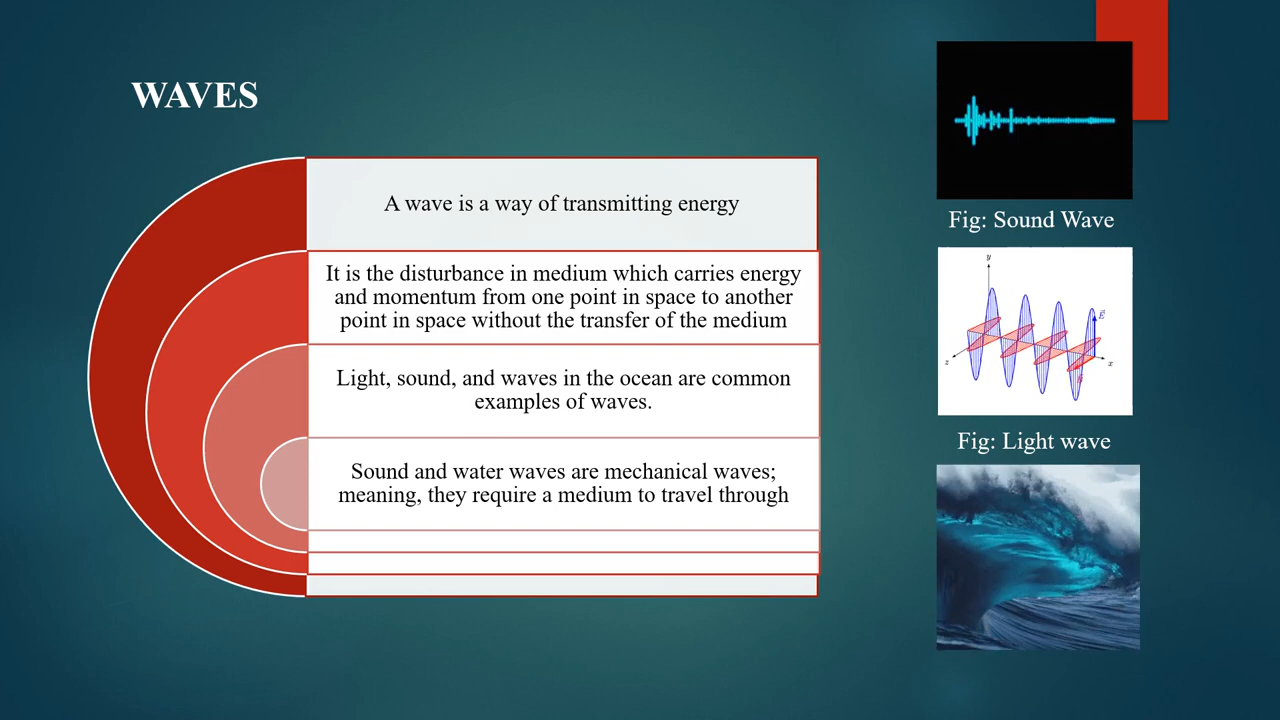 WAVES
A wave is a way of transmitting energy
It is the disturbance in medium which carries energy
and momentum from one point in space to another
point in space without the transfer of the medium
Light, sound, and waves in the ocean are common
examples of waves.
Sound and water waves are mechanical waves;
meaning, they require a medium to travel through
Fig: Sound Wave
y
E
z
x
Fig: Light wave